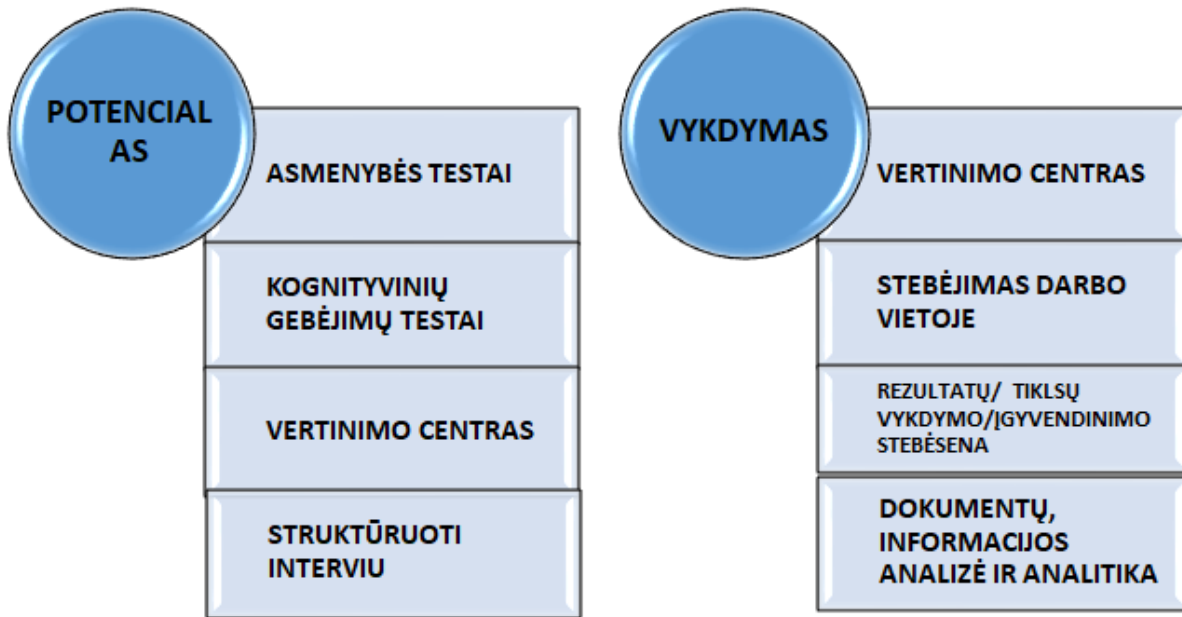 POTENCIAL
AS
ASMENYBĖS TESTAI
KOGNITYVINIŲ
GEBĖJIMŲ TESTAI
VERTINIMO CENTRAS
STRUKTŪRUOTI
INTERVIU
VYKDYMAS
VERTINIMO CENTRAS
STEBĖJIMAS DARBO
VIETOJE
REZULTATŲ/ TIKLSŲ
VYKDYMO/ĮGYVENDINIMO
STEBĖSENA
DOKUMENTŲ,
INFORMACIJOS
ANALIZĖ IR ANALITIKA